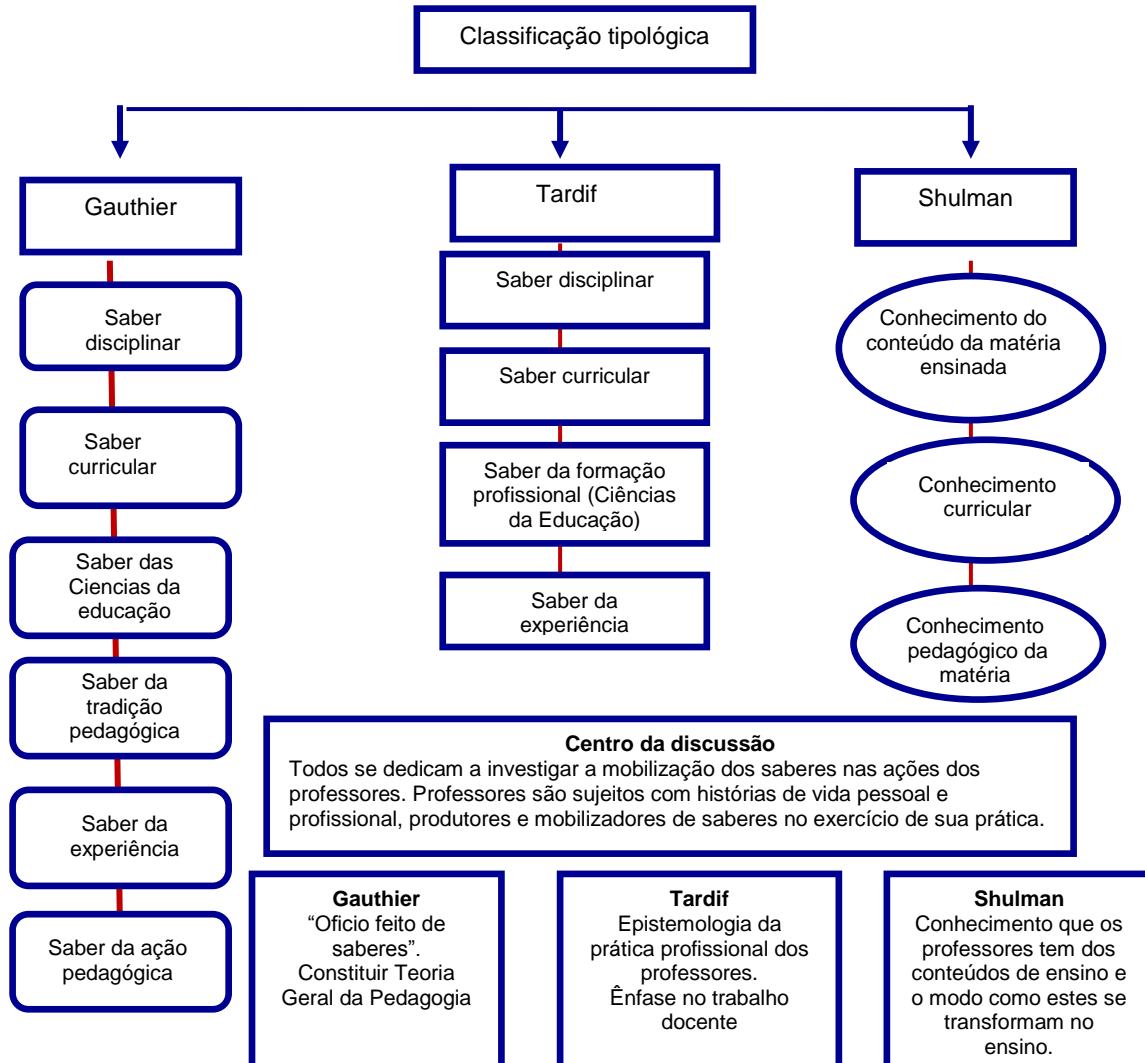 Classificação tipológica
Gauthier
Saber
disciplinar
Saber
curricular
Saber das
Ciencias da
educação
Saber da
tradição
pedagógica
Saber da
experiência
Saber da ação
pedagógica
Tardif
Saber disciplinar
Saber curricular
Saber da formação
profissional (Ciências
da Educação)
Saber da
experiência
Shulman
Conhecimento do
conteúdo da matéria
ensinada
Conhecimento
curricular
Conhecimento
pedagógico da
matéria
Centro da discussão
Todos se dedicam a investigar a mobilização dos saberes nas ações dos
professores. Professores são sujeitos com histórias de vida pessoal e
profissional, produtores e mobilizadores de saberes no exercício de sua prática.
Gauthier
“Oficio feito de
saberes”.
Constituir Teoria
Geral da Pedagogia
Tardif
Epistemologia da
prática profissional dos
professores.
Ênfase no trabalho
docente
Shulman
Conhecimento que os
professores tem dos
conteúdos de ensino e
o modo como estes se
transformam no
ensino.